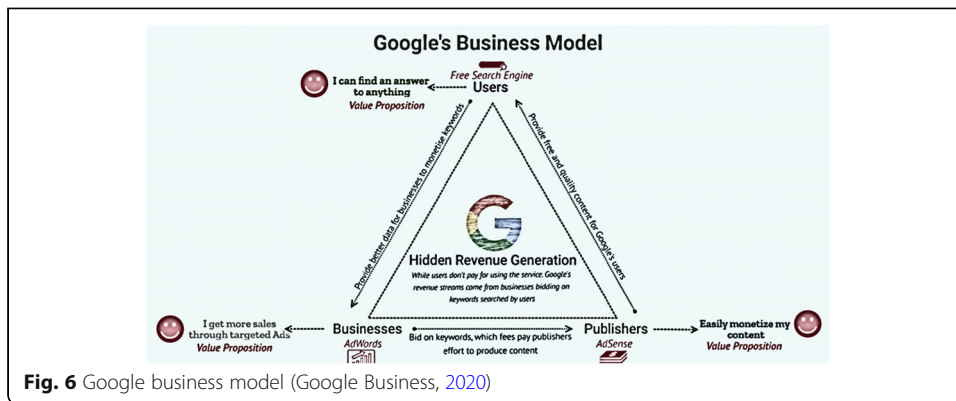 Google's Business Model
Free Search Engine
Users
I can find an answer
to anything
Value Proposition
Provide better data for businesses to monetise keywords
Provide free and quality content for Google's users
G
Hidden Revenue Generation
While users don't pay for using the service. Google's
revenue streams come from businesses bidding on
keywords searched by users
I get more sales
through targeted Ads
Value Proposition
Businesses
AdWords
Bid on keywords, which fees pay publishers
effort to produce content
Publishers
AdSense
Easily monetize my
content
Value Proposition
Fig. 6 Google business model (Google Business, 2020)